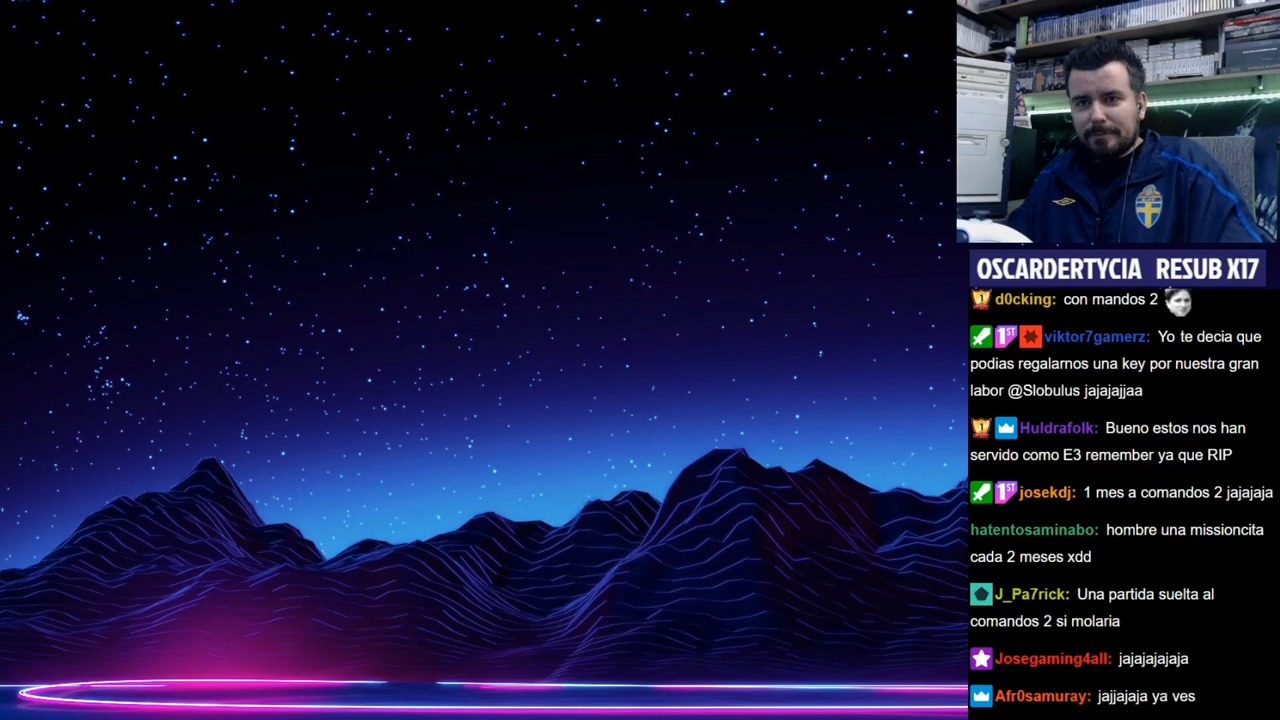 OSCARDERTYCIA RESUB X17
d0cking: con mandos 2
viktor7gamerz: Yo te decia que
podias regalarnos una key por nuestra gran
labor @Slobulus jajajajjaa
Huldrafolk: Bueno estos nos han
servido como E3 remember ya que RIP
josekdj: 1 mes a comandos 2 jajajaja
hatentosaminabo: hombre una missioncita
cada 2 meses xdd
J_Pa7rick: Una partida suelta al
comandos 2 si molaria
Josegaming4all: jajajajajaja
Afr0samuray: jajjajaja ya ves